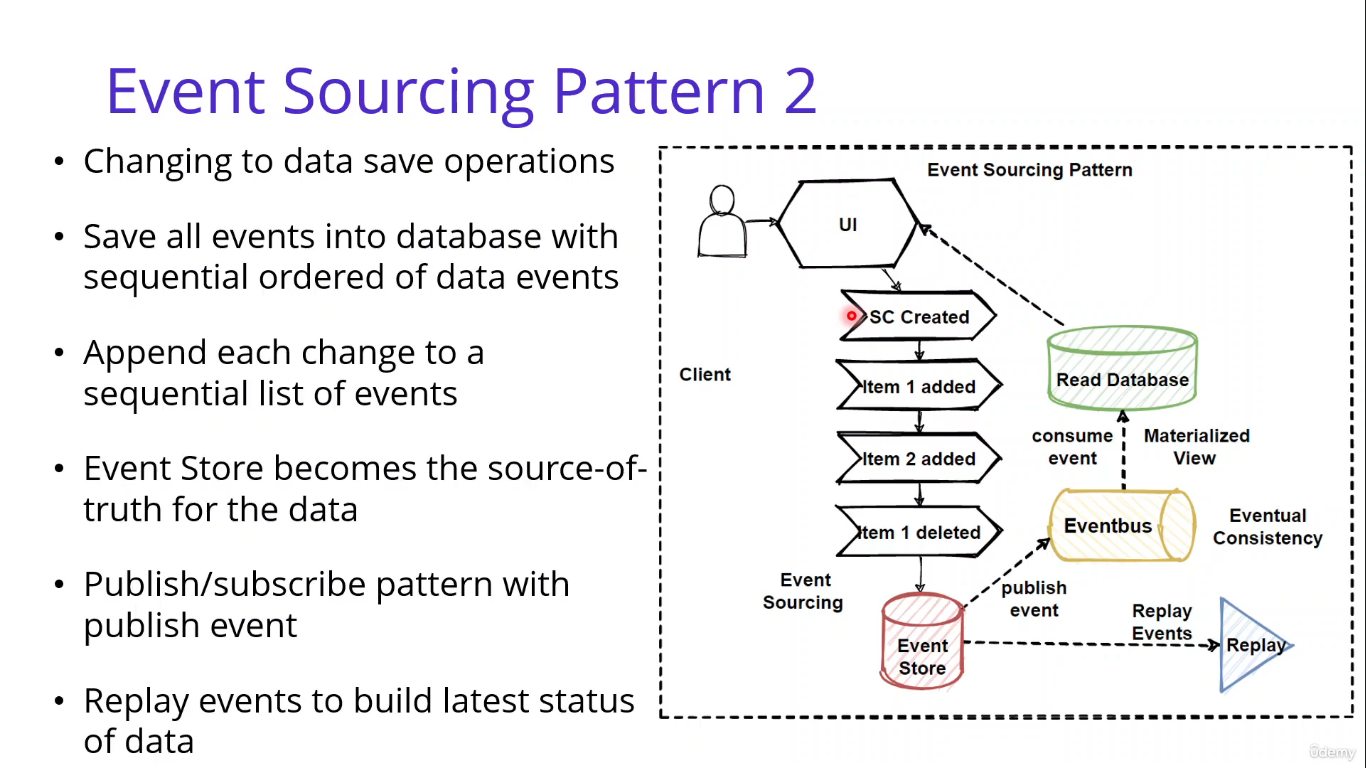 Event Sourcing Pattern 2
• Changing to data save operations
• Save all events into database with
sequential ordered of data events
• Append each change to a
sequential list of events
• Event Store becomes the source-of-
truth for the data
• Publish/subscribe pattern with
publish event
• Replay events to build latest status
of data
Event Sourcing Pattern
UI
SC Created
Client
Item 1 added
Read Database
consume
event
Materialized
View
Item 2 added
Eventbus
Eventual
Consistency
Item 1 deleted
Event
Sourcing
publish
event
Replay
Events
Event
Store
Replay
ûdemy